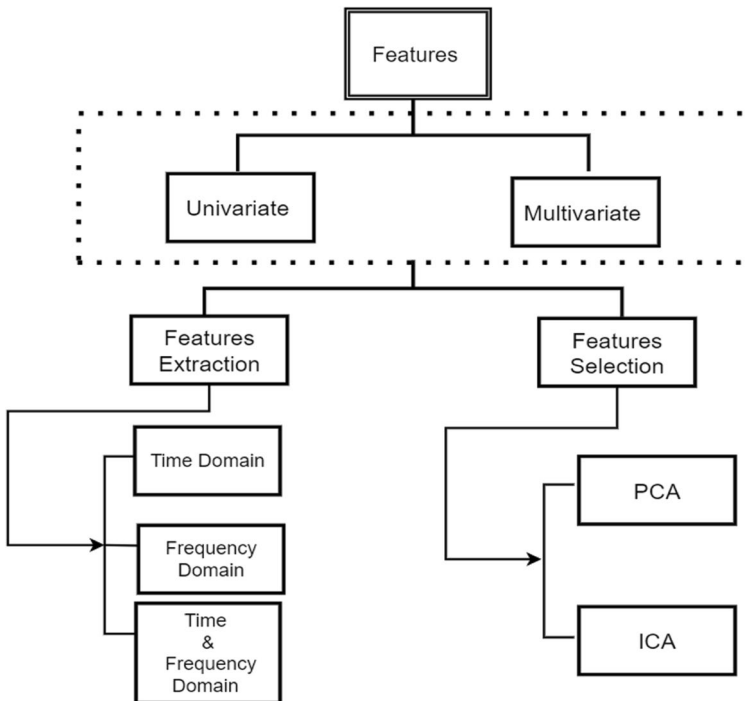 Features
Univariate
Multivariate
Features
Extraction
Features
Selection
Time Domain
Frequency
Domain
Time
&
Frequency
Domain
PCA
ICA